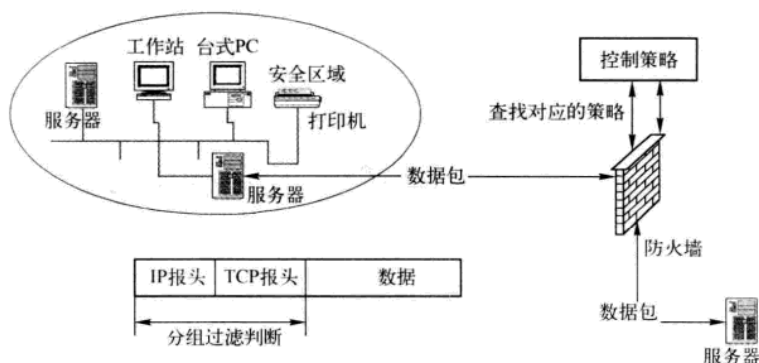 工作站
台式PC
安全区域
服务器
打印机
服务器
数据包
控制策略
查找对应的策略
防火墙
数据包
服务器
IP报头
TCP报头
数据
分组过滤判断